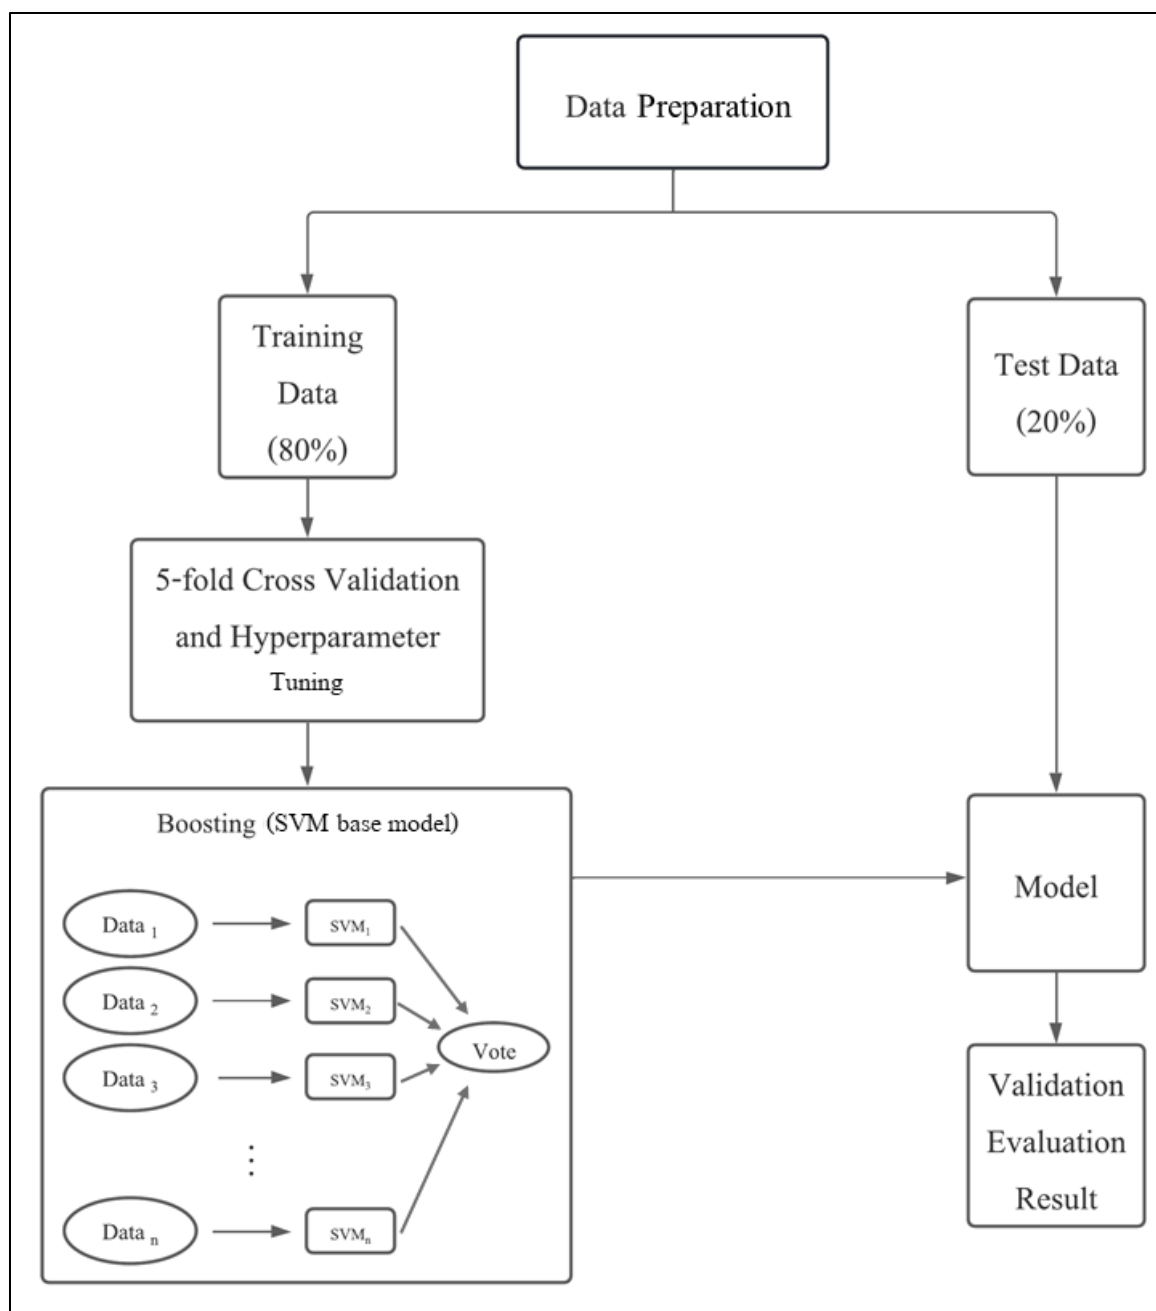 Data Preparation
Training
Data
(80%)
Test Data
(20%)
5-fold Cross Validation
and Hyperparameter
Tuning
Boosting (SVM base model)
Data 1
SVM1
Data 2
SVM2
Data 3
SVM3
Vote
Data n
SVMn
Model
Validation
Evaluation
Result